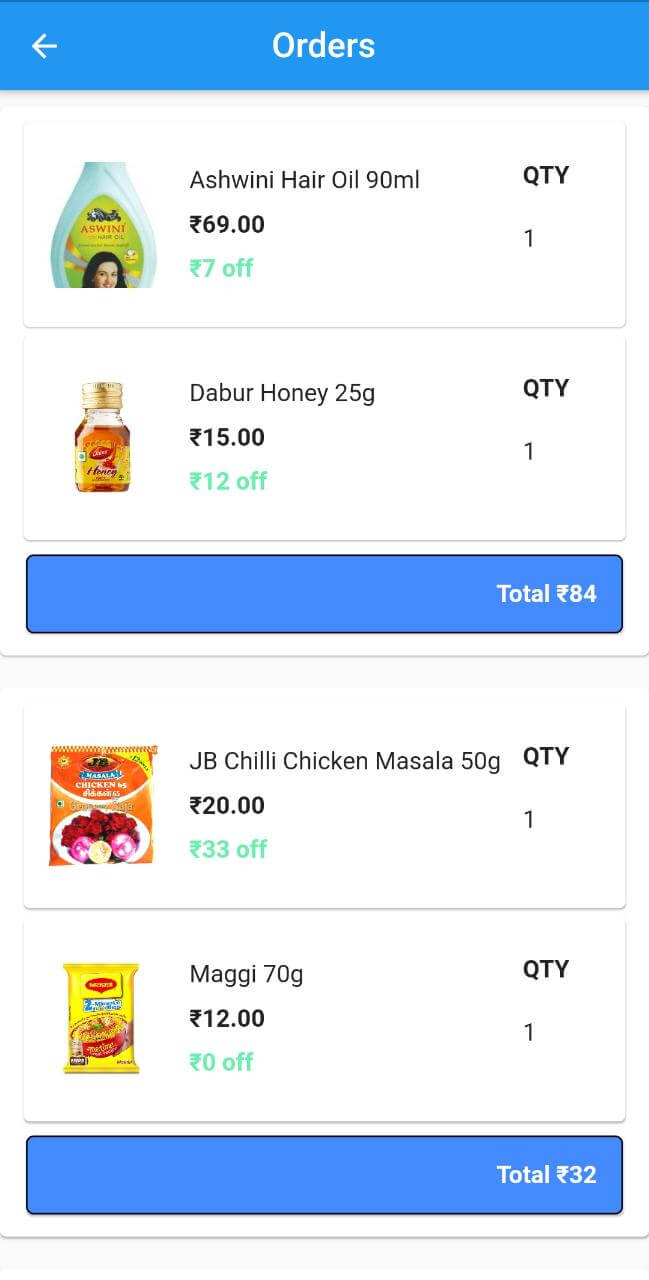 Orders
Ashwini Hair Oil 90ml
QTY
₹69.00
1
₹7 off
ASWINI
HAIR OIL
Dabur Honey 25g
QTY
₹15.00
1
₹12 off
Dabur
Honey
Total ₹84
JB Chilli Chicken Masala 50g
QTY
₹20.00
1
₹33 off
JB
MASALA
CHICKEN 65
சிக்கன் 65
Maggi 70g
QTY
₹12.00
1
₹0 off
MAGGI
Total ₹32